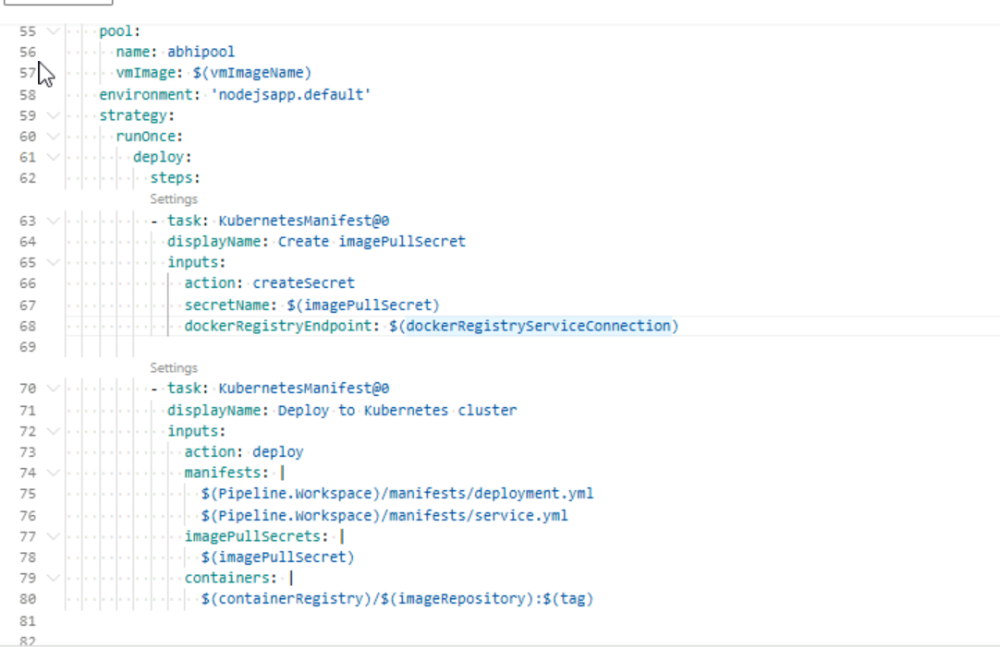 55 pool:
56 name: abhipool
57 vmImage: $(vmImageName)
58 environment: 'nodejsapp.default'
59 strategy:
60 runOnce:
61 deploy:
62 steps:
Settings
63 - task: KubernetesManifest@0
64 displayName: Create imagePullSecret
65 inputs:
66 action: createSecret
67 secretName: $(imagePullSecret)
68 dockerRegistryEndpoint: $(dockerRegistryServiceConnection)
69
Settings
70 - task: KubernetesManifest@0
71 displayName: Deploy to Kubernetes cluster
72 inputs:
73 action: deploy
74 manifests: |
75 $(Pipeline.Workspace)/manifests/deployment.yml
76 $(Pipeline.Workspace)/manifests/service.yml
77 imagePullSecrets: |
78 $(imagePullSecret)
79 containers: |
80 $(containerRegistry)/$(imageRepository):$(tag)
81
82